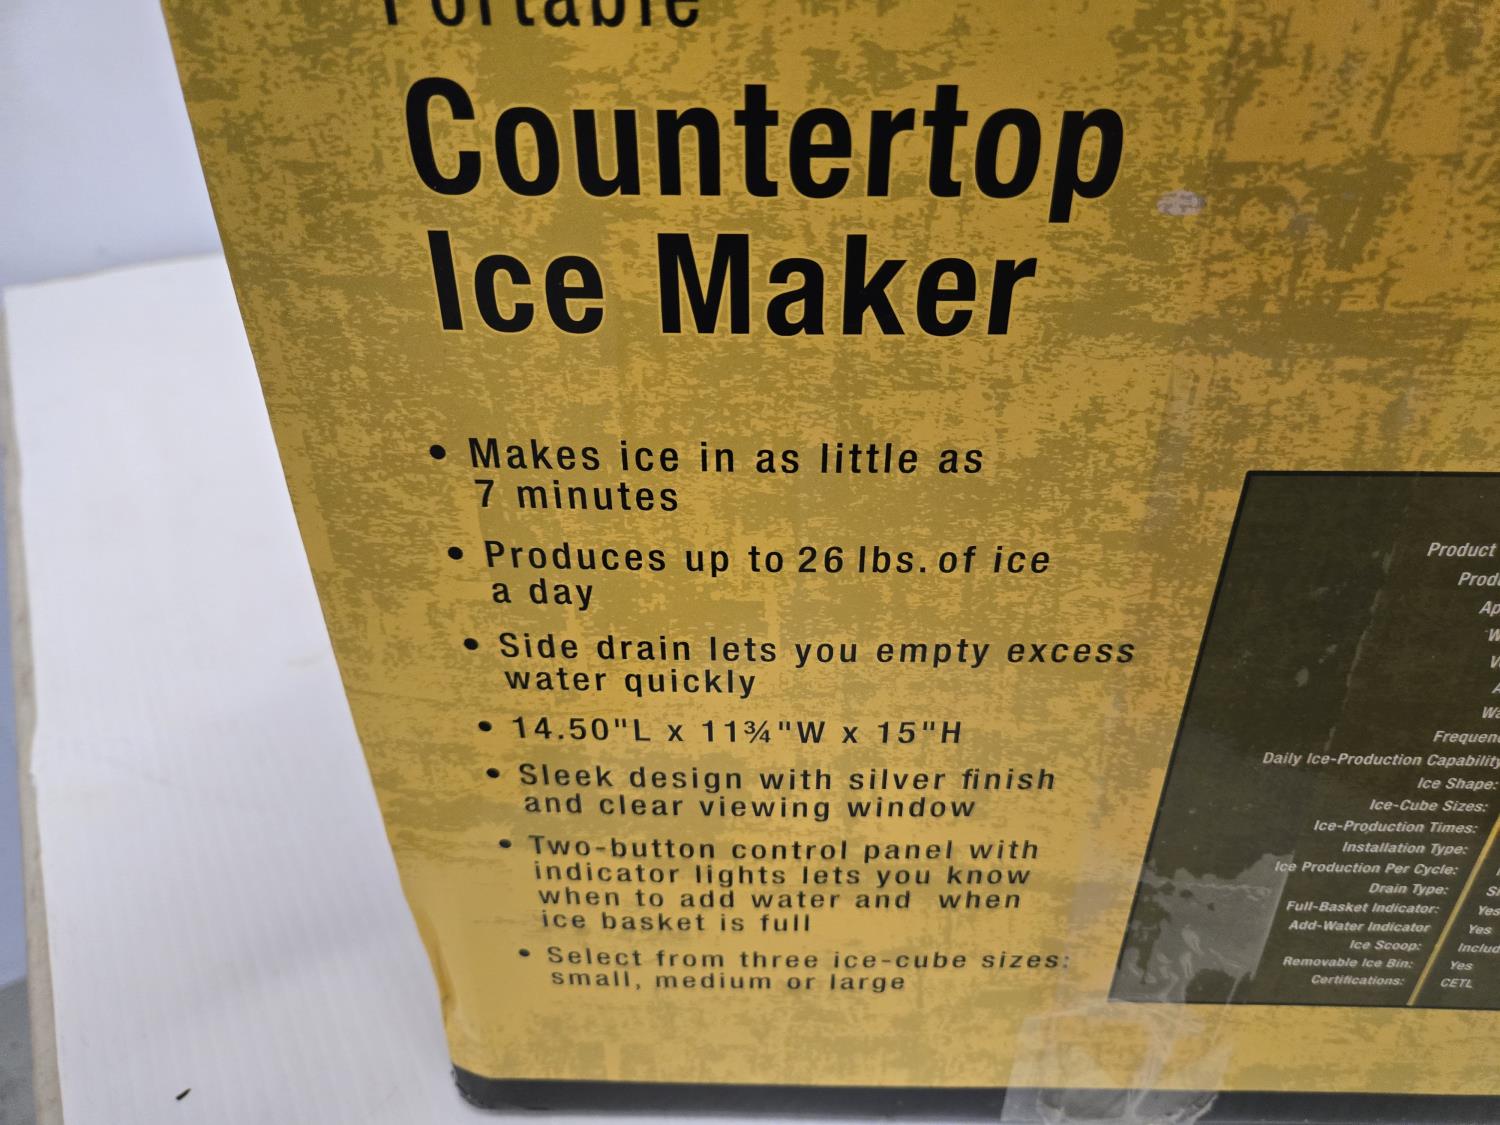 Portable
Countertop
Ice Maker
• Makes ice in as little as
7 minutes
• Produces up to 26 lbs. of ice
a day
• Side drain lets you empty excess
water quickly
• 14.50"L x 11¾"W x 15"H
• Sleek design with silver finish
and clear viewing window
• Two-button control panel with
indicator lights lets you know
when to add water and when
ice basket is full
• Select from three ice-cube sizes:
small, medium or large
Product
Daily Ice-Production Capability
Ice Shape:
Ice-Cube Sizes:
Ice-Production Times:
Installation Type:
Ice Production Per Cycle:
Drain Type:
Full-Basket Indicator: Yes
Add-Water Indicator Yes
Ice Scoop:
Removable Ice Bin: Yes
Certifications: CETL